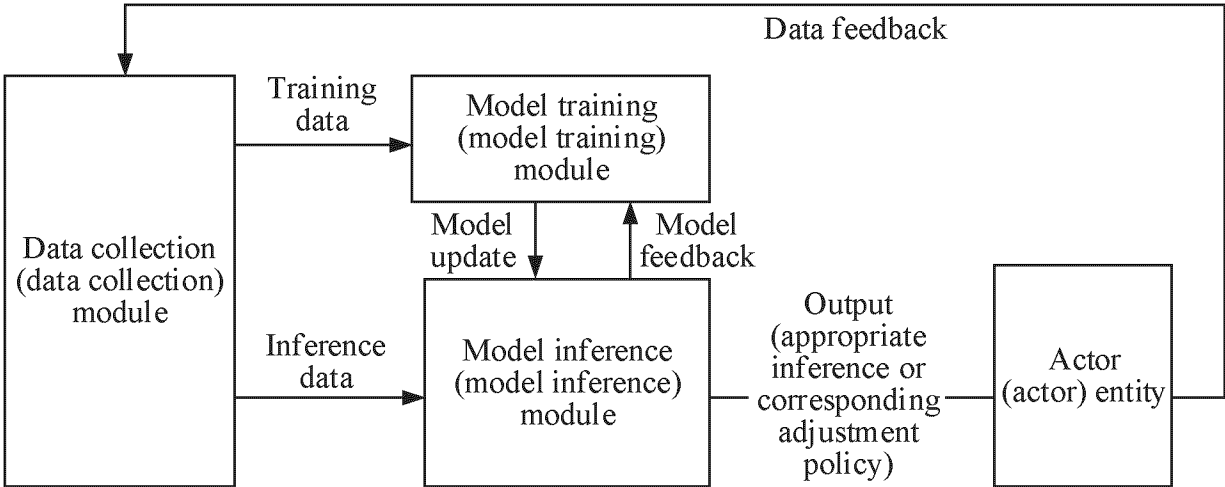 Data feedback
Training
data
Model training
(model training)
module
Data collection
(data collection)
module
Model
update
Model
feedback
Inference
data
Model inference
(model inference)
module
Output
(appropriate
inference or
corresponding
adjustment
policy)
Actor
(actor) entity